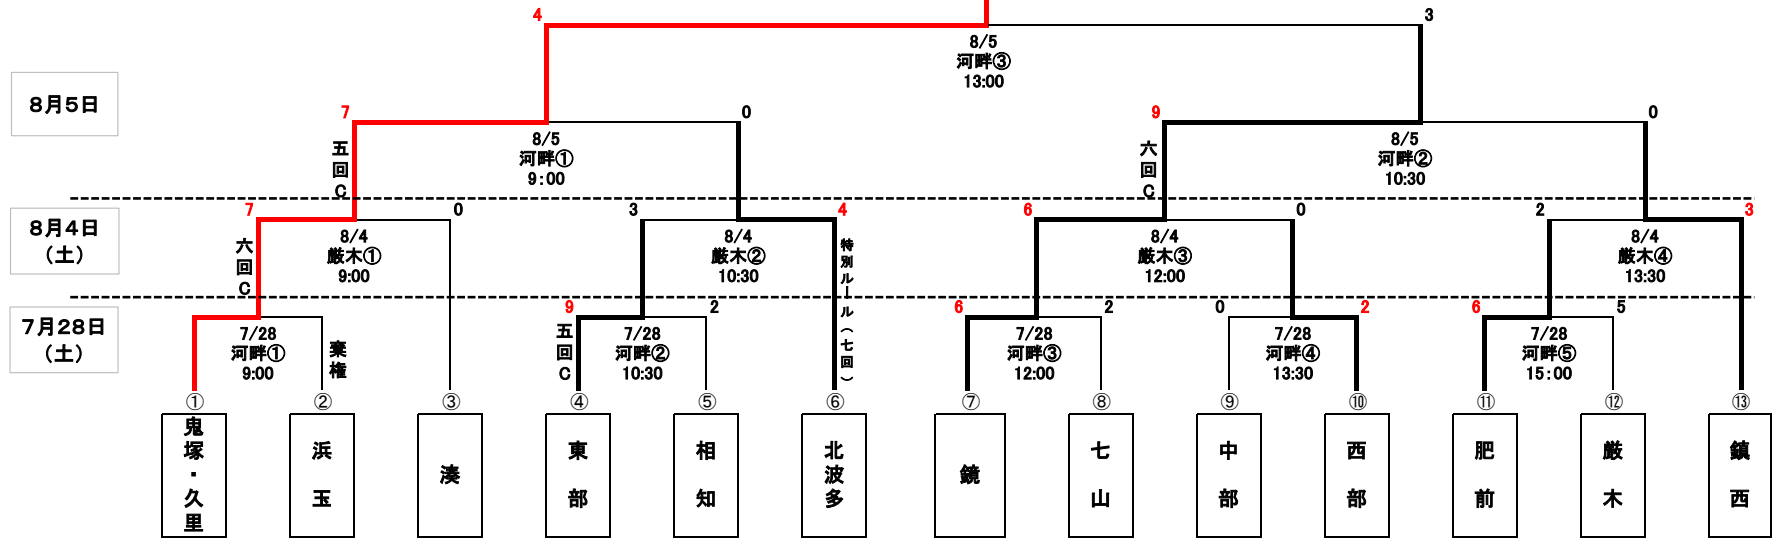 4
3
8/5
河畔③
13:00
8月5日
7
0
9
0
五回C
8/5
河畔①
9:00
六回C
8/5
河畔②
10:30
8月4日
(土)
7
0
3
4
6
0
2
3
六回C
8/4
厳木①
9:00
8/4
厳木②
10:30
特別ルール(七回)
8/4
厳木③
12:00
8/4
厳木④
13:30
7月28日
(土)
9
2
6
2
0
2
6
5
7/28
河畔①
9:00
棄権
五回C
7/28
河畔②
10:30
7/28
河畔③
12:00
7/28
河畔④
13:30
7/28
河畔⑤
15:00
①
②
③
④
⑤
⑥
⑦
⑧
⑨
⑩
⑪
⑫
⑬
鬼塚・久里
浜玉
湊
東部
相知
北波多
鏡
七山
中部
西部
肥前
厳木
鎮西